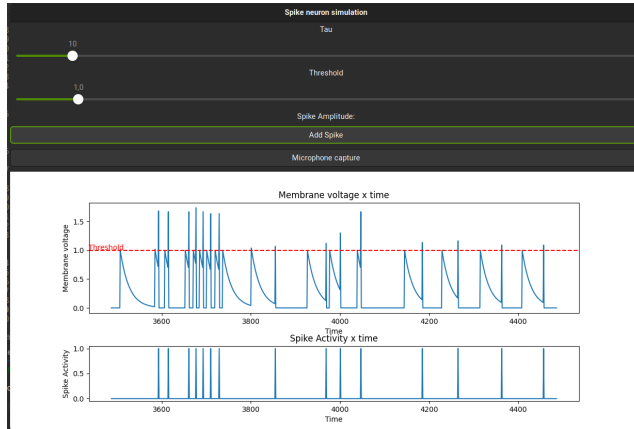 Spike neuron simulation
Tau
10
Threshold
1,0
Spike Amplitude:
Add Spike
Microphone capture
Membrane voltage x time
Membrane voltage
1.5
1.0
0.5
0.0
Threshold
3600 3800 4000 4200 4400
Time
Spike Activity x time
Spike Activity
1.0
0.5
0.0
3600 3800 4000 4200 4400
Time